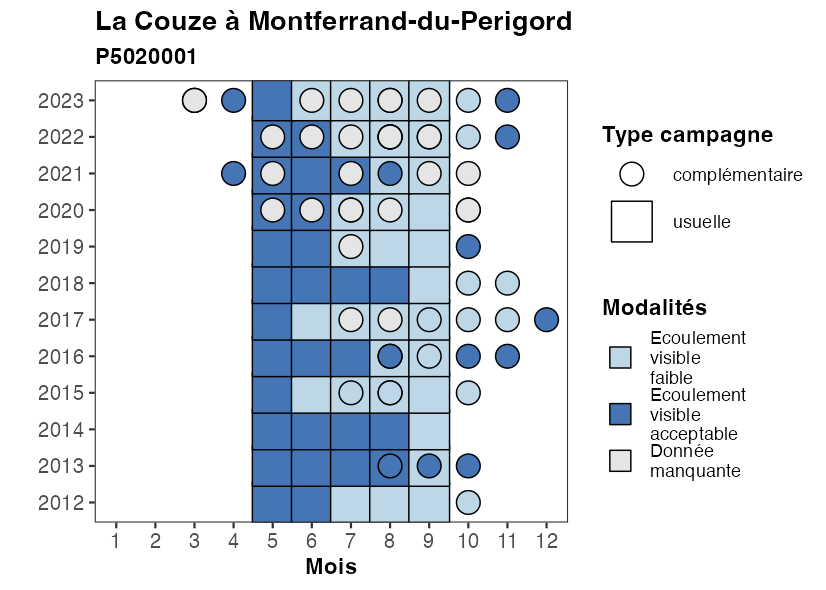 La Couze à Montferrand-du-Perigord
P5020001
2023
2022
2021
2020
2019
2018
2017
2016
2015
2014
2013
2012
1 2 3 4 5 6 7 8 9 10 11 12
Mois
Type campagne
complémentaire
usuelle
Modalités
Ecoulement
visible
faible
Ecoulement
visible
acceptable
Donnée
manquante